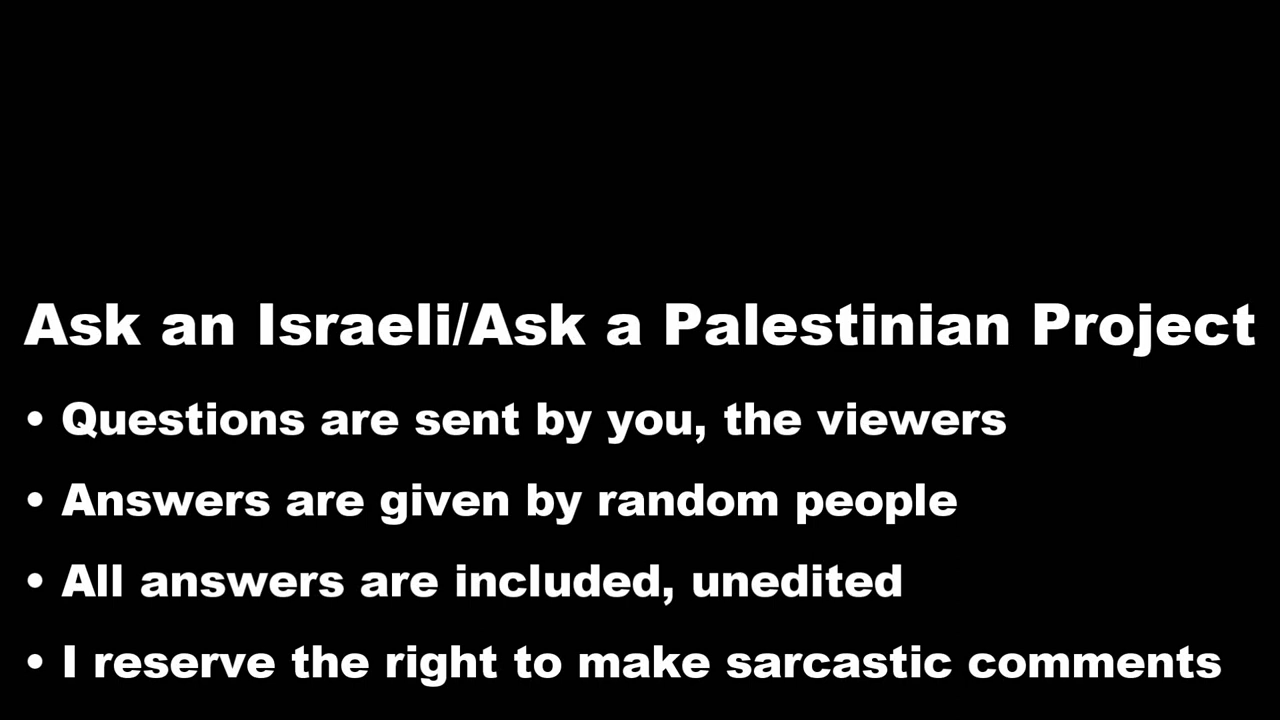 Ask an Israeli/Ask a Palestinian Project
• Questions are sent by you, the viewers
• Answers are given by random people
• All answers are included, unedited
• I reserve the right to make sarcastic comments